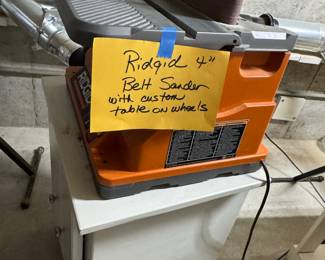 Ridgid 4"
Belt Sander
with custom
table on wheels